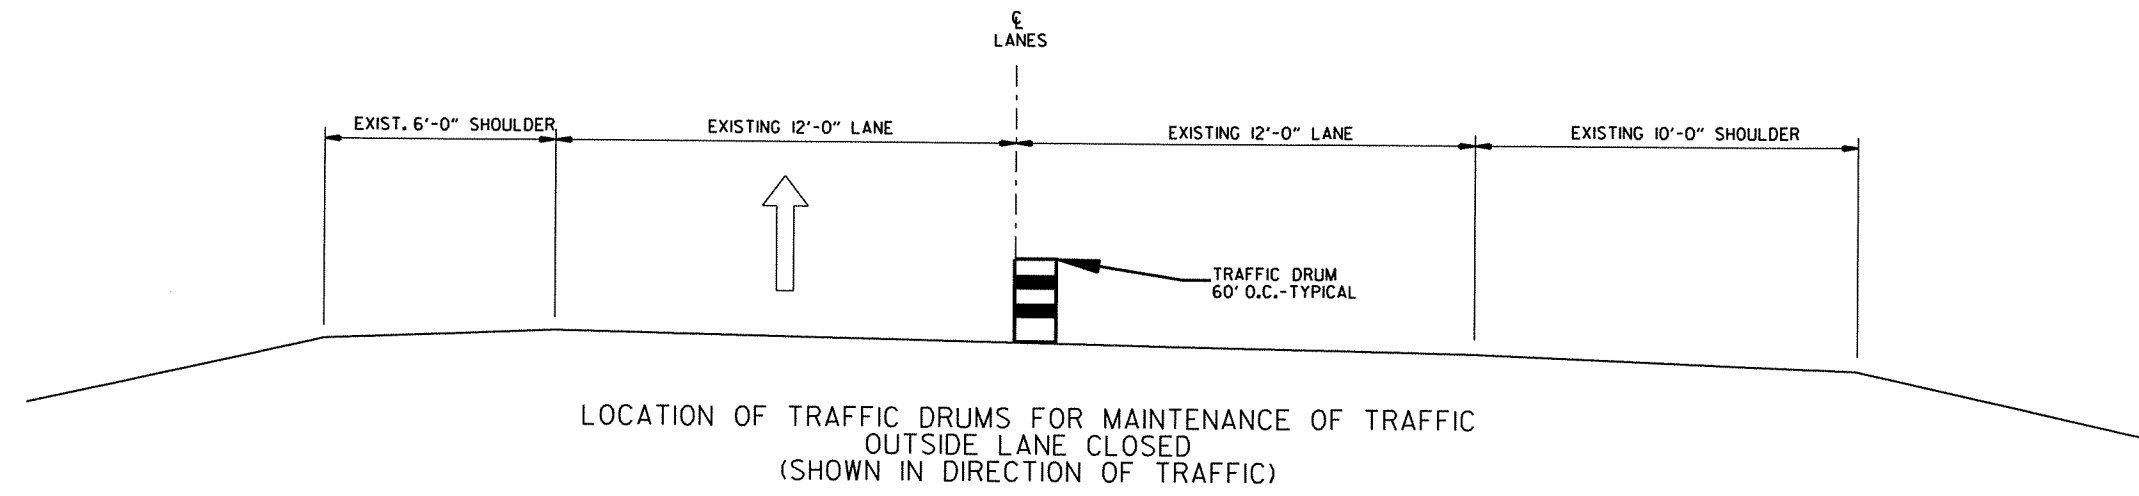 ℄
LANES
EXIST. 6'-0" SHOULDER
EXISTING 12'-0" LANE
EXISTING 12'-0" LANE
EXISTING 10'-0" SHOULDER
TRAFFIC DRUM
60' O.C.-TYPICAL
LOCATION OF TRAFFIC DRUMS FOR MAINTENANCE OF TRAFFIC
OUTSIDE LANE CLOSED
(SHOWN IN DIRECTION OF TRAFFIC)